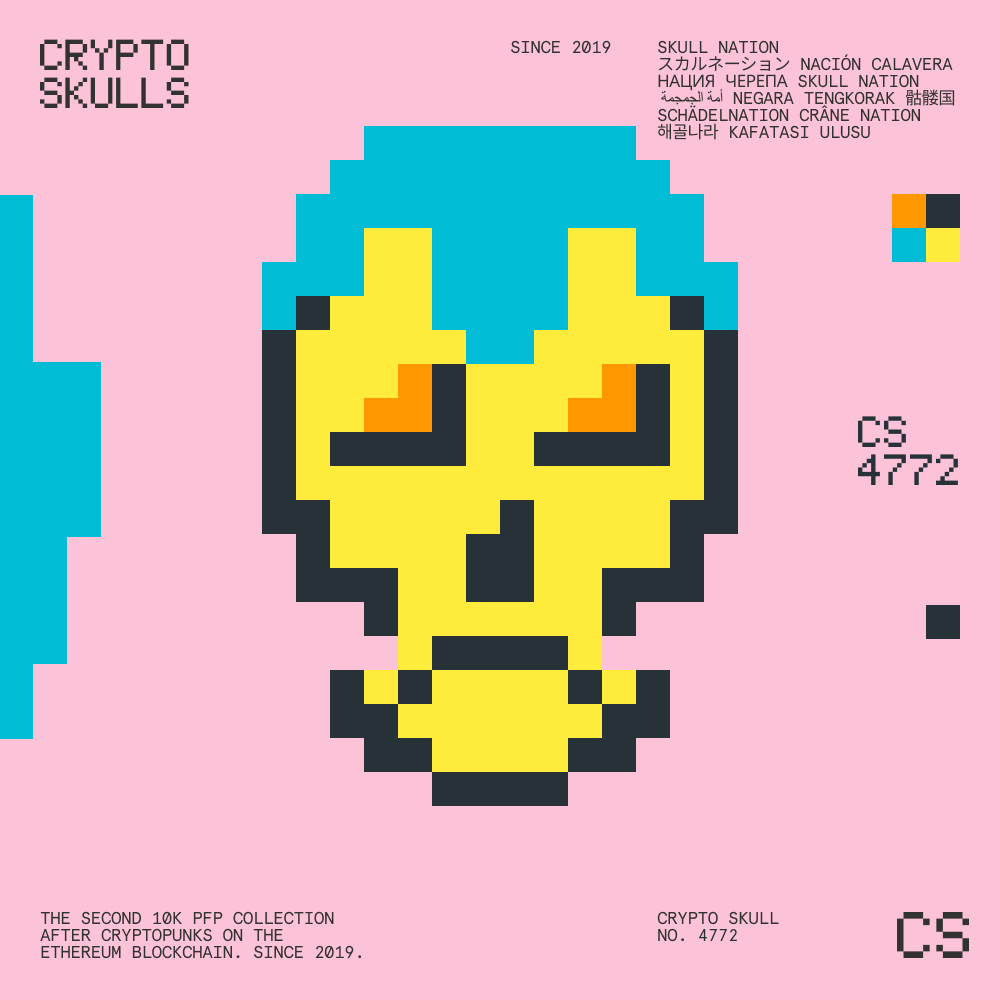 CRYPTO
SKULLS
SINCE 2019
SKULL NATION
スカルネーション NACIÓN CALAVERA
НАЦИЯ ЧЕРЕПА SKULL NATION
أمة الجمجمة NEGARA TENGKORAK 骷髅国
SCHÄDELNATION CRÂNE NATION
해골나라 KAFATASI ULUSU
CS
4772
THE SECOND 10K PFP COLLECTION
AFTER CRYPTOPUNKS ON THE
ETHEREUM BLOCKCHAIN. SINCE 2019.
CRYPTO SKULL
NO. 4772
CS